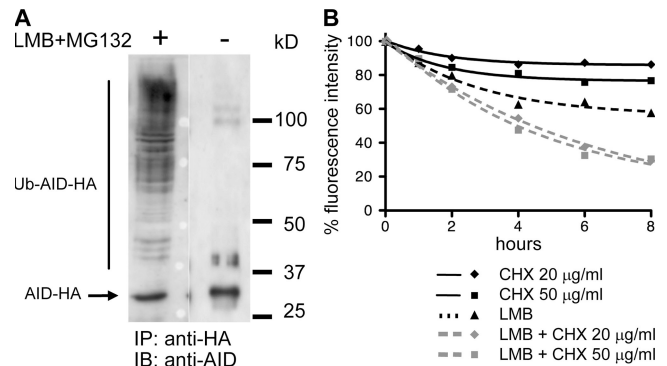 A
LMB+MG132 + - kD
100
75
50
37
25
Ub-AID-HA
AID-HA
IP: anti-HA
IB: anti-AID
B
% fluorescence intensity
100
80
60
40
20
0
0 2 4 6 8
hours
CHX 20 µg/ml
CHX 50 µg/ml
LMB
LMB + CHX 20 µg/ml
LMB + CHX 50 µg/ml